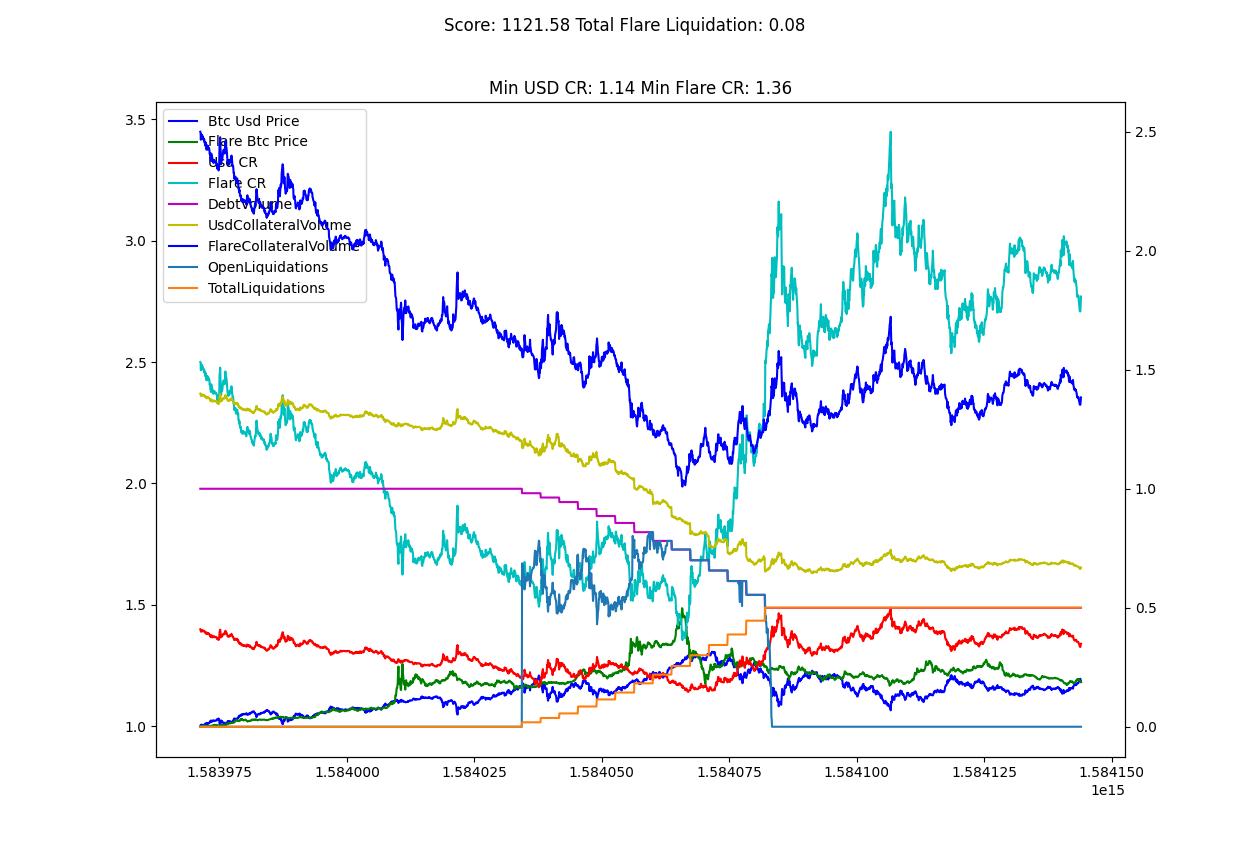 Score: 1121.58 Total Flare Liquidation: 0.08
Min USD CR: 1.14 Min Flare CR: 1.36
Btc Usd Price
Flare Btc Price
Usd CR
Flare CR
DebtVolume
UsdCollateralVolume
FlareCollateralVolume
OpenLiquidations
TotalLiquidations
3.5
3.0
2.5
2.0
1.5
1.0
2.5
2.0
1.5
1.0
0.5
0.0
1.583975 1.584000 1.584025 1.584050 1.584075 1.584100 1.584125 1.584150
1e15